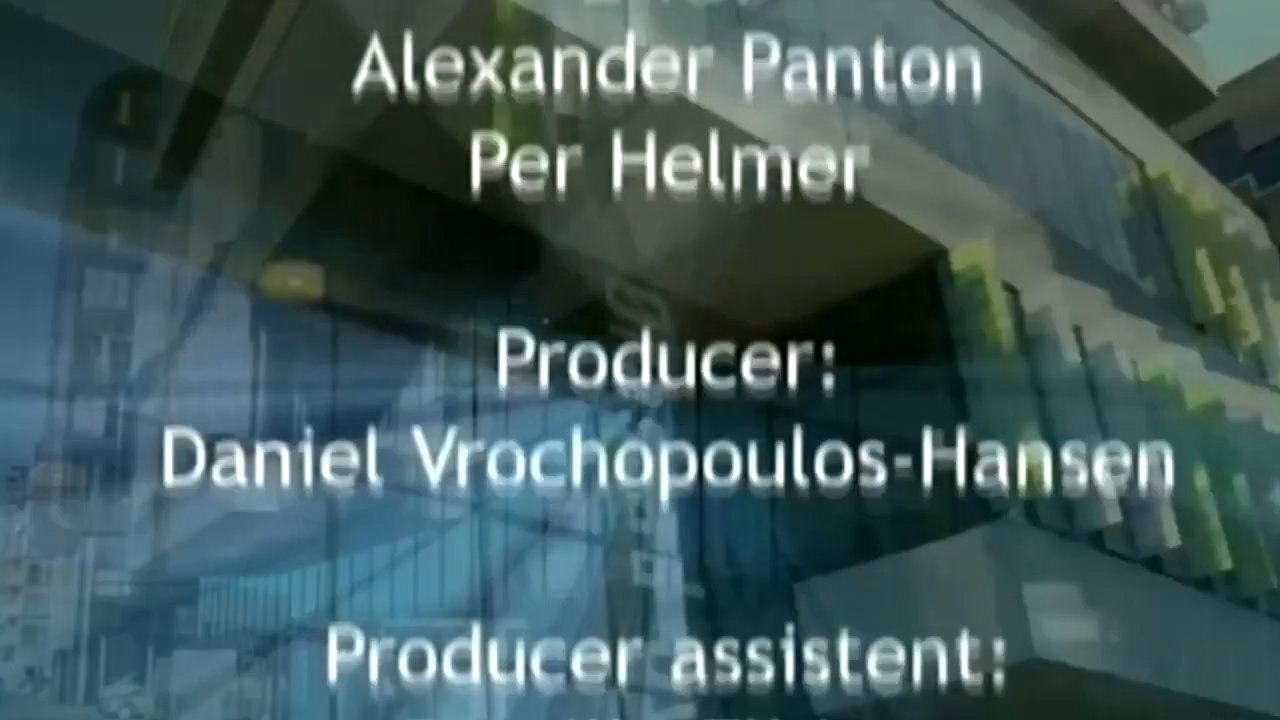 Alexander Panton
Per Helmer
Producer:
Daniel Vrochopoulos-Hansen
Producer assistent: